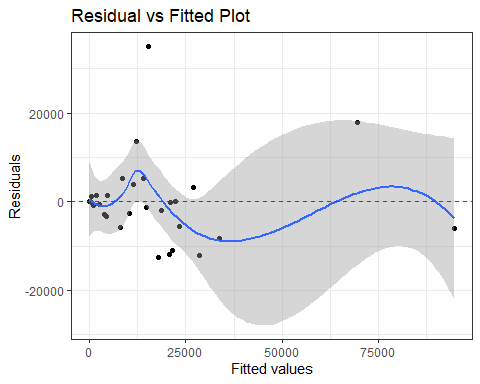 Residual vs Fitted Plot
Residuals
20000
0
-20000
0
25000
50000
75000
Fitted values